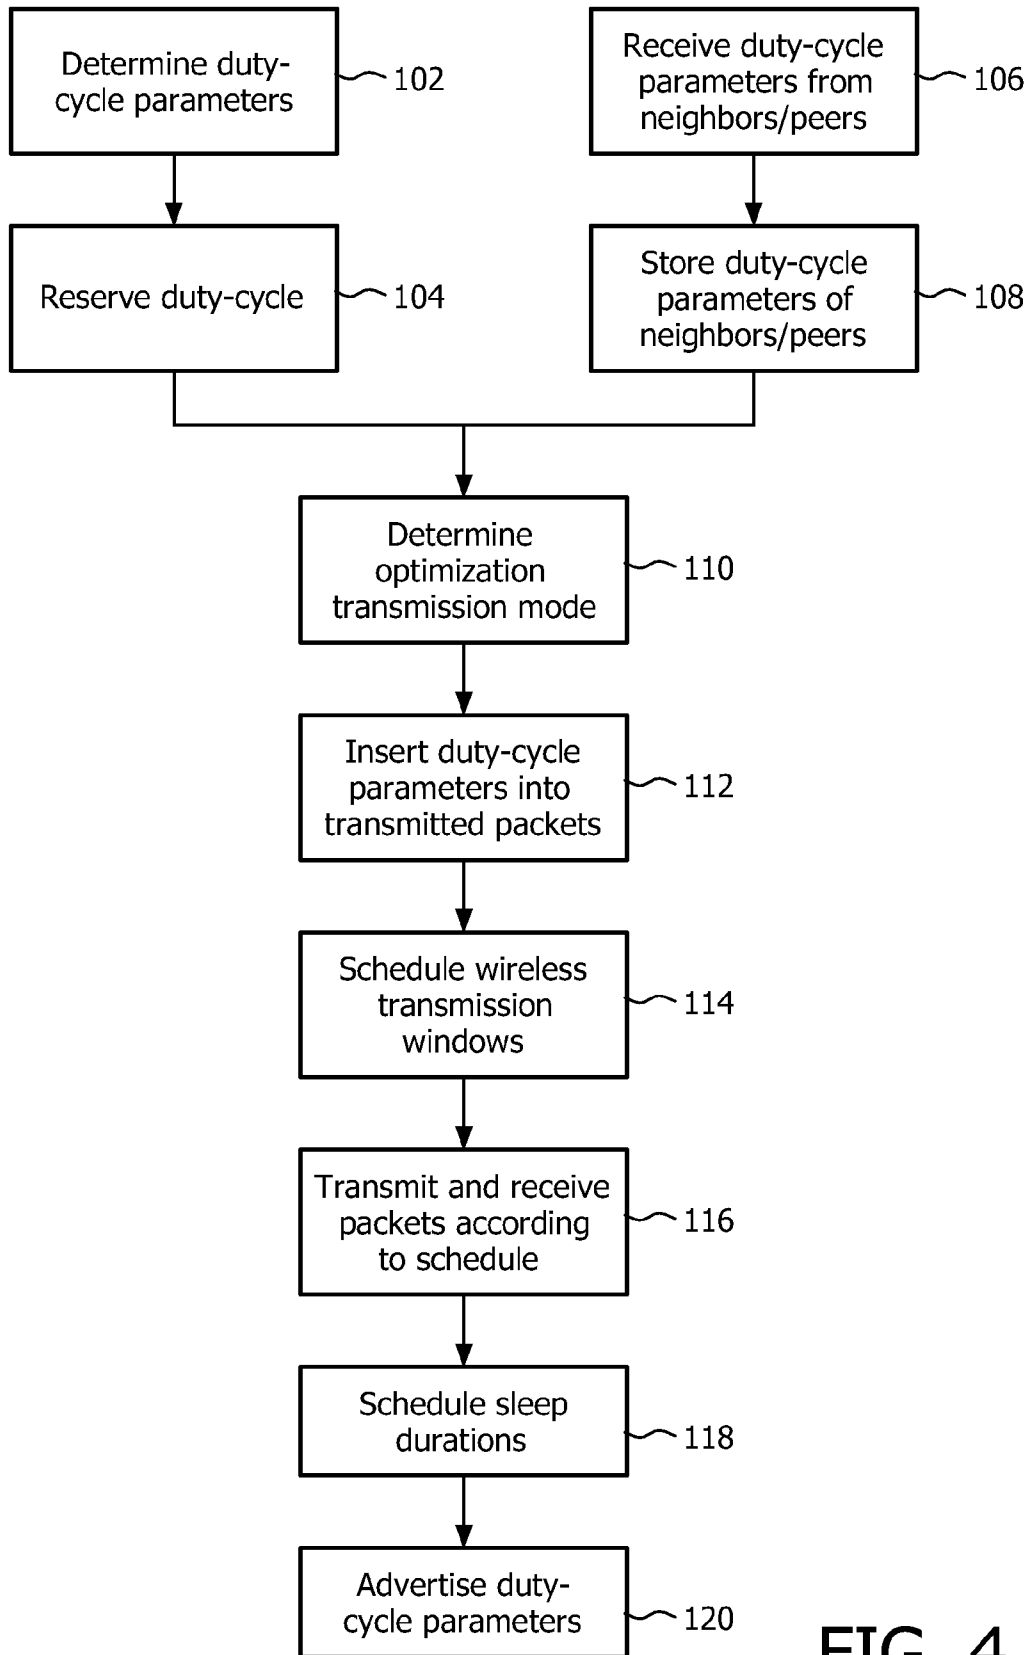 Determine duty-
cycle parameters
102
Receive duty-cycle
parameters from
neighbors/peers
106
Reserve duty-cycle
104
Store duty-cycle
parameters of
neighbors/peers
108
Determine
optimization
transmission mode
110
Insert duty-cycle
parameters into
transmitted packets
112
Schedule wireless
transmission
windows
114
Transmit and receive
packets according
to schedule
116
Schedule sleep
durations
118
Advertise duty-
cycle parameters
120
FIG. 4